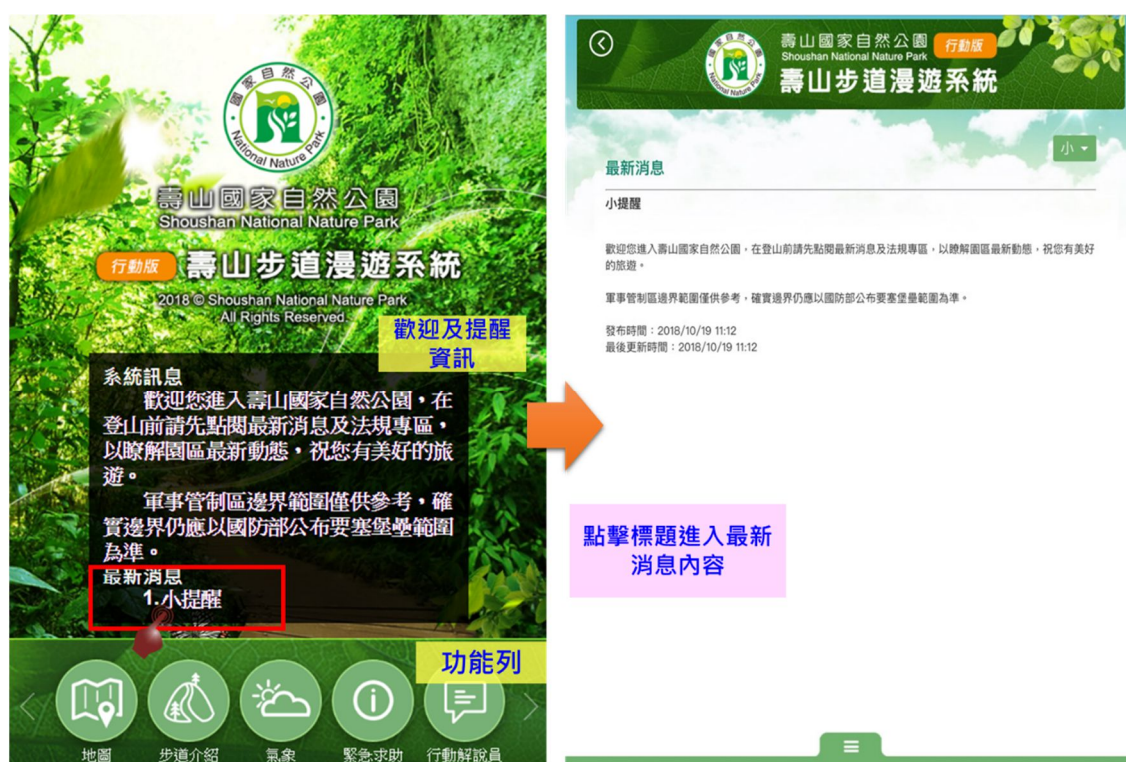 國家自然公園
National Nature Park
壽山國家自然公園
Shoushan National Nature Park
行動版 壽山步道漫遊系統
2018 © Shoushan National Nature Park
All Rights Reserved.
歡迎及提醒
資訊
系統訊息
歡迎您進入壽山國家自然公園，在
登山前請先點閱最新消息及法規專區，
以瞭解園區最新動態，祝您有美好的旅
遊。
軍事管制區邊界範圍僅供參考，確
實邊界仍應以國防部公布要塞堡壘範圍
為準。
最新消息
1.小提醒
功能列
地圖
步道介紹
氣象
緊急求助
行動解說員
國家自然公園
National Nature Park
壽山國家自然公園 行動版
Shoushan National Nature Park
壽山步道漫遊系統
小
最新消息
小提醒
歡迎您進入壽山國家自然公園，在登山前請先點閱最新消息及法規專區，以瞭解園區最新動態，祝您有美好
的旅遊。
軍事管制區邊界範圍僅供參考，確實邊界仍應以國防部公布要塞堡壘範圍為準。
發布時間：2018/10/19 11:12
最後更新時間：2018/10/19 11:12
點擊標題進入最新
消息內容